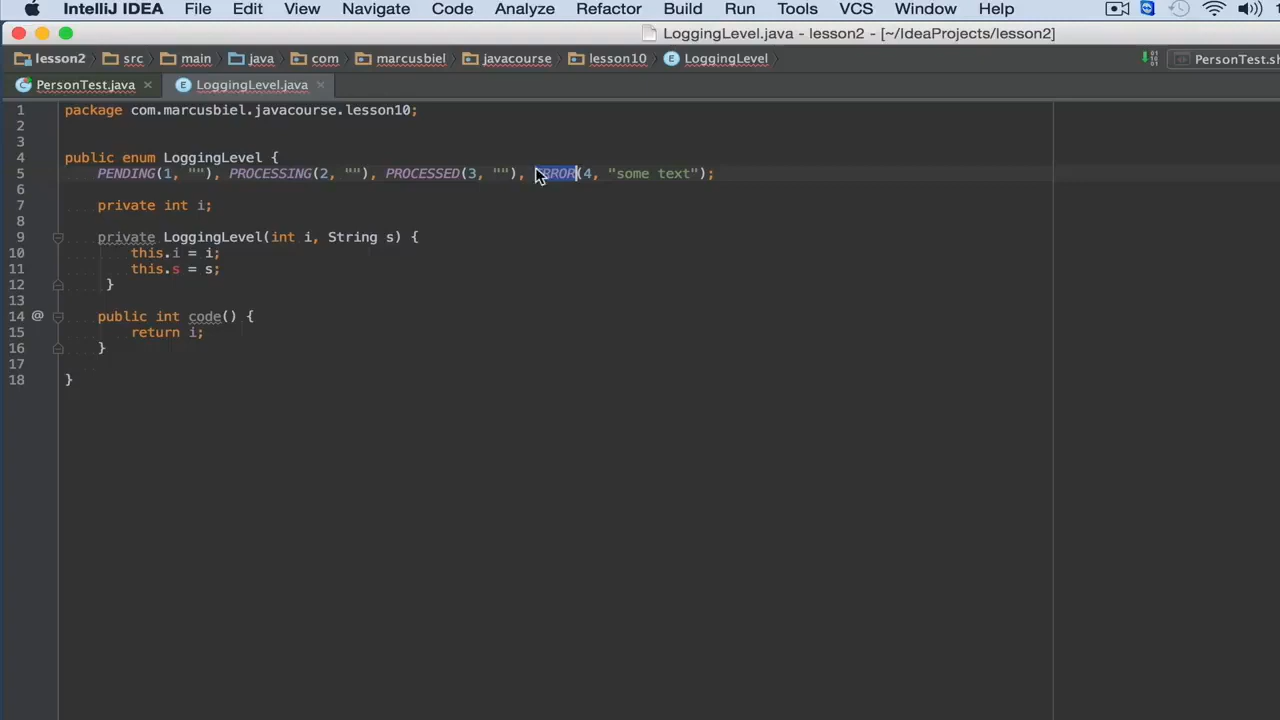 IntelliJ IDEA File Edit View Navigate Code Analyze Refactor Build Run Tools VCS Window Help
LoggingLevel.java - lesson2 - [~/IdeaProjects/lesson2]
lesson2 src main java com marcusbiel javacourse lesson10 LoggingLevel PersonTest.sh
PersonTest.java LoggingLevel.java
1 package com.marcusbiel.javacourse.lesson10;
2
3
4 public enum LoggingLevel {
5 PENDING(1, ""), PROCESSING(2, ""), PROCESSED(3, ""), ERROR(4, "some text");
6
7 private int i;
8
9 private LoggingLevel(int i, String s) {
10 this.i = i;
11 this.s = s;
12 }
13
14 @ public int code() {
15 return i;
16 }
17
18 }